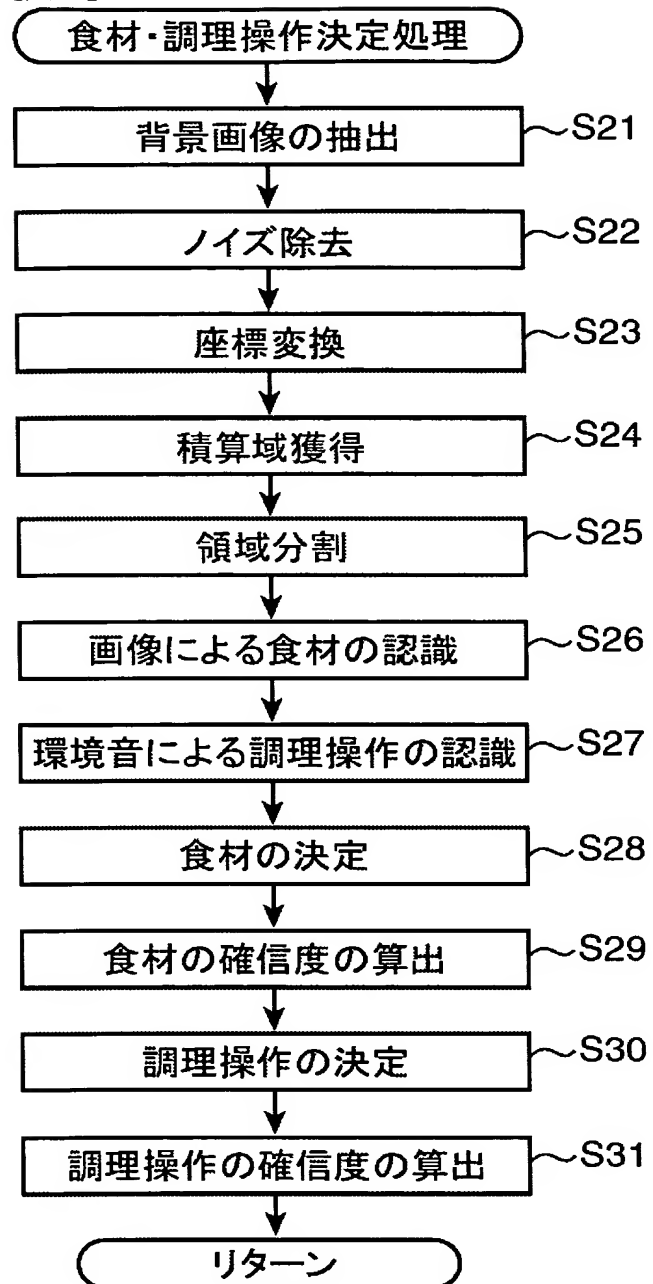 食材・調理操作決定処理
背景画像の抽出 S21
ノイズ除去 S22
座標変換 S23
積算域獲得 S24
領域分割 S25
画像による食材の認識 S26
環境音による調理操作の認識 S27
食材の決定 S28
食材の確信度の算出 S29
調理操作の決定 S30
調理操作の確信度の算出 S31
リターン